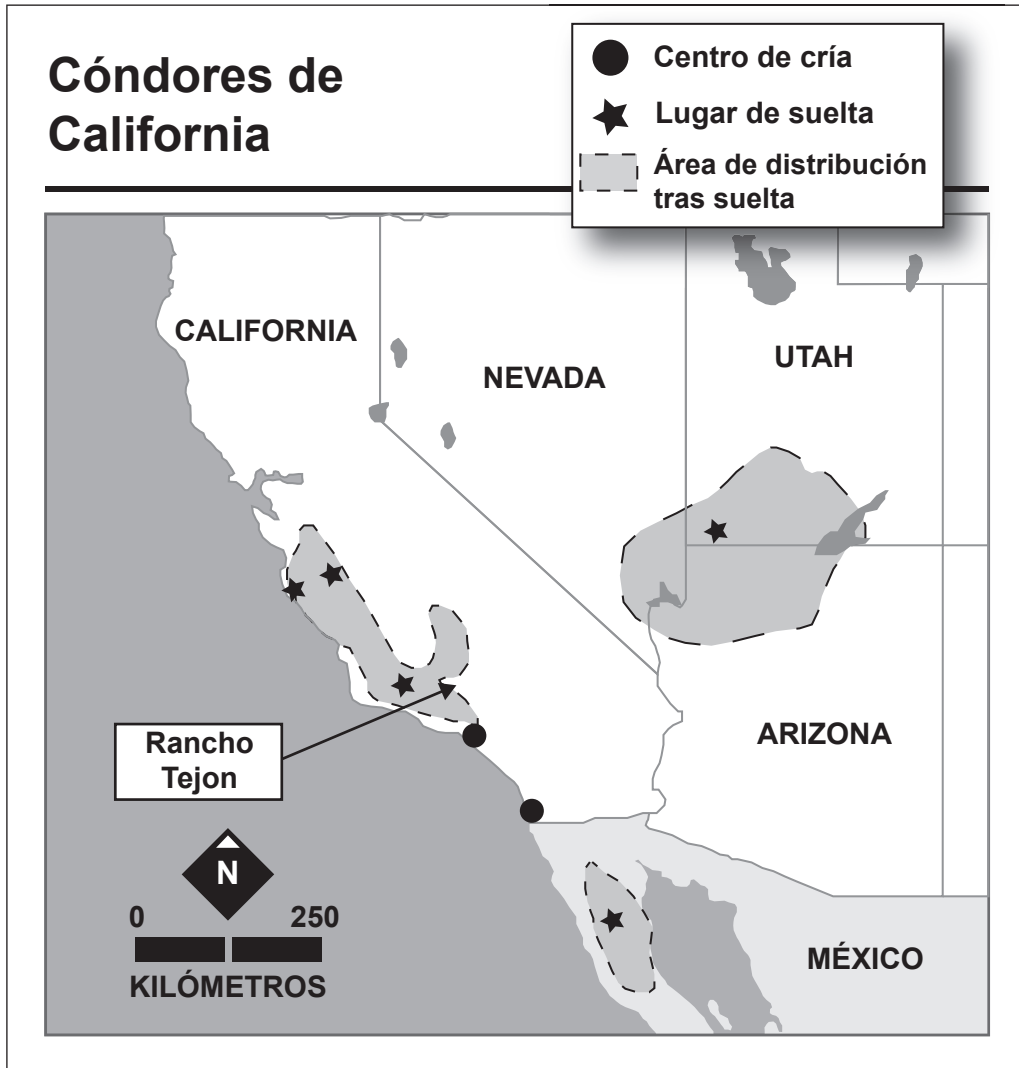 Cóndores de
California
Centro de cría
Lugar de suelta
Área de distribución
tras suelta
CALIFORNIA
NEVADA
UTAH
ARIZONA
Rancho
Tejon
N
0 250
KILÓMETROS
MÉXICO